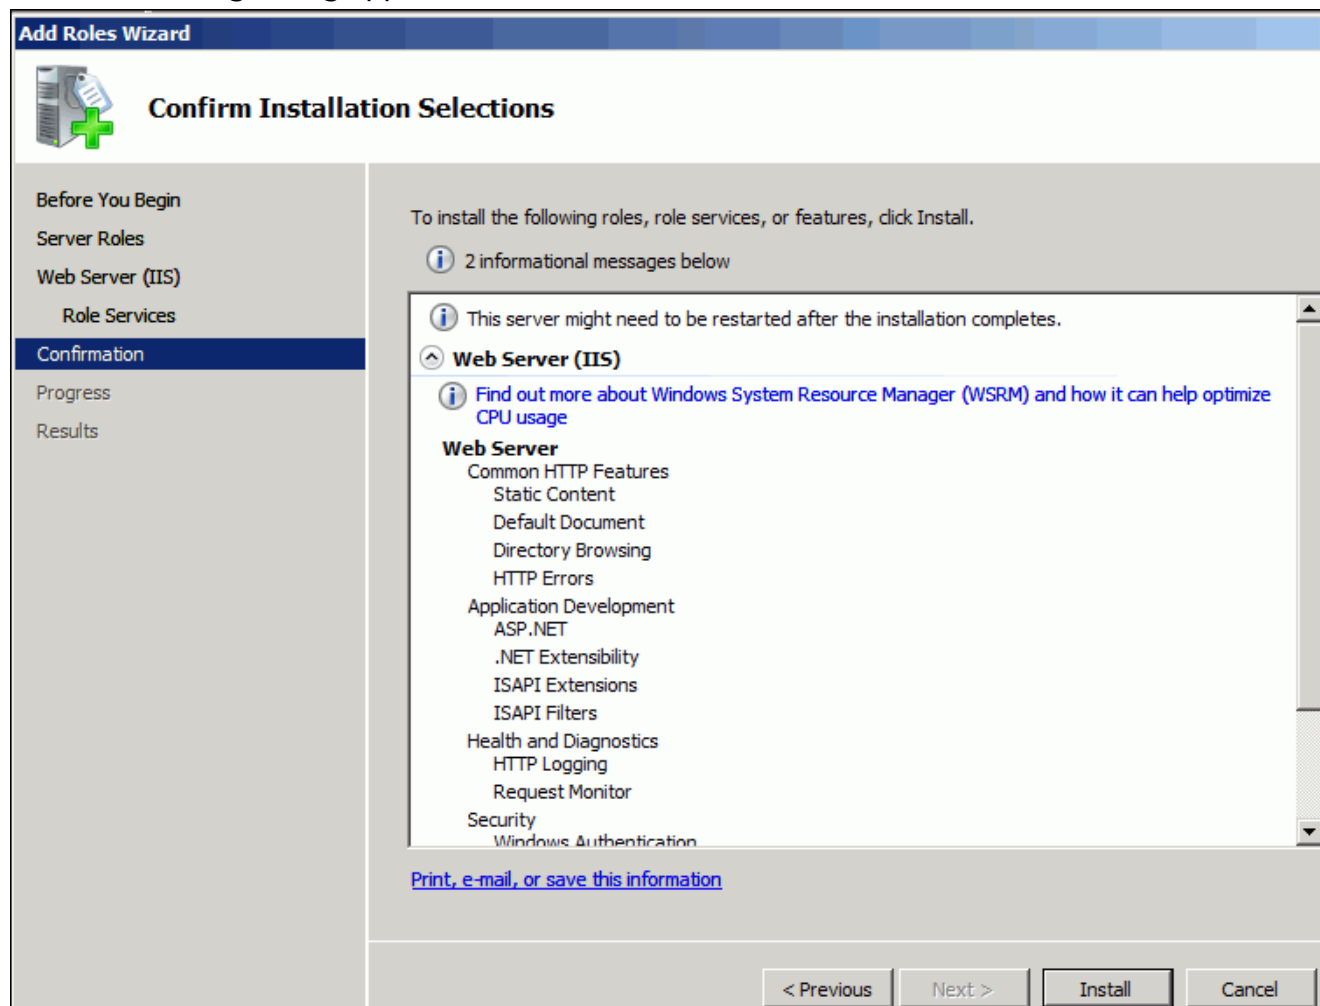 Add Roles Wizard
Confirm Installation Selections
Before You Begin
Server Roles
Web Server (IIS)
Role Services
Confirmation
Progress
Results
To install the following roles, role services, or features, click Install.
2 informational messages below
This server might need to be restarted after the installation completes.
Web Server (IIS)
Find out more about Windows System Resource Manager (WSRM) and how it can help optimize
CPU usage
Web Server
Common HTTP Features
Static Content
Default Document
Directory Browsing
HTTP Errors
Application Development
ASP.NET
.NET Extensibility
ISAPI Extensions
ISAPI Filters
Health and Diagnostics
HTTP Logging
Request Monitor
Security
Windows Authentication
Print, e-mail, or save this information
< Previous
Next >
Install
Cancel